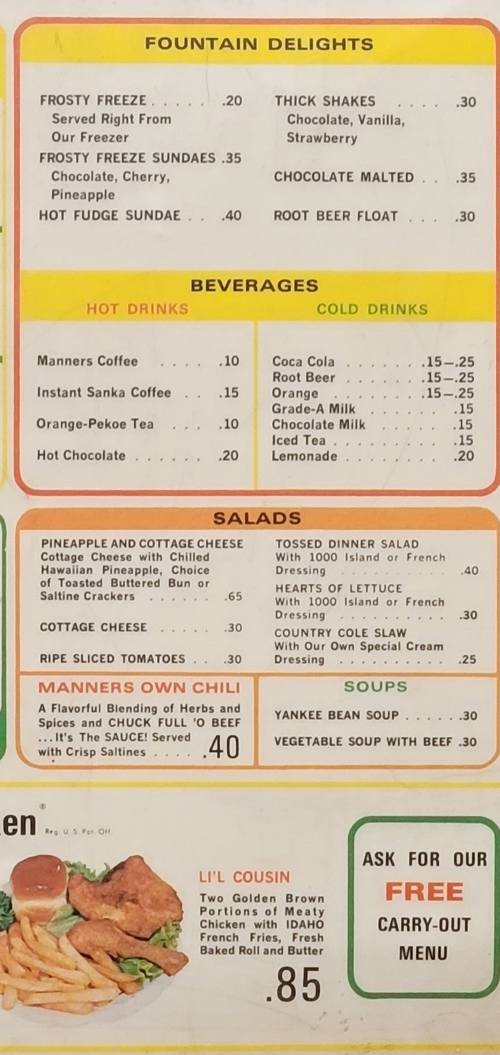 FOUNTAIN DELIGHTS
FROSTY FREEZE . . . . . .20
Served Right From
Our Freezer
FROSTY FREEZE SUNDAES .35
Chocolate, Cherry,
Pineapple
HOT FUDGE SUNDAE . . .40
THICK SHAKES . . . . .30
Chocolate, Vanilla,
Strawberry
CHOCOLATE MALTED . . .35
ROOT BEER FLOAT . . . .30
BEVERAGES
HOT DRINKS
Manners Coffee . . . . .10
Instant Sanka Coffee . . .15
Orange-Pekoe Tea . . . .10
Hot Chocolate . . . . . . .20
COLD DRINKS
Coca Cola . . . . . . .15–.25
Root Beer . . . . . . .15–.25
Orange . . . . . . . .15–.25
Grade-A Milk . . . . . . .15
Chocolate Milk . . . . . .15
Iced Tea . . . . . . . . . .15
Lemonade . . . . . . . . .20
SALADS
PINEAPPLE AND COTTAGE CHEESE
Cottage Cheese with Chilled
Hawaiian Pineapple, Choice
of Toasted Buttered Bun or
Saltine Crackers . . . . . . .65
COTTAGE CHEESE . . . . . .30
RIPE SLICED TOMATOES . . .30
TOSSED DINNER SALAD
With 1000 Island or French
Dressing . . . . . . . . . . .40
HEARTS OF LETTUCE
With 1000 Island or French
Dressing . . . . . . . . . . .30
COUNTRY COLE SLAW
With Our Own Special Cream
Dressing . . . . . . . . . . .25
MANNERS OWN CHILI
A Flavorful Blending of Herbs and
Spices and CHUCK FULL 'O BEEF
...It's The SAUCE! Served
with Crisp Saltines . . . . .40
SOUPS
YANKEE BEAN SOUP . . . . . .30
VEGETABLE SOUP WITH BEEF .30
en® Reg. U. S. Pat. Off.
LI'L COUSIN
Two Golden Brown
Portions of Meaty
Chicken with IDAHO
French Fries, Fresh
Baked Roll and Butter
.85
ASK FOR OUR
FREE
CARRY-OUT
MENU